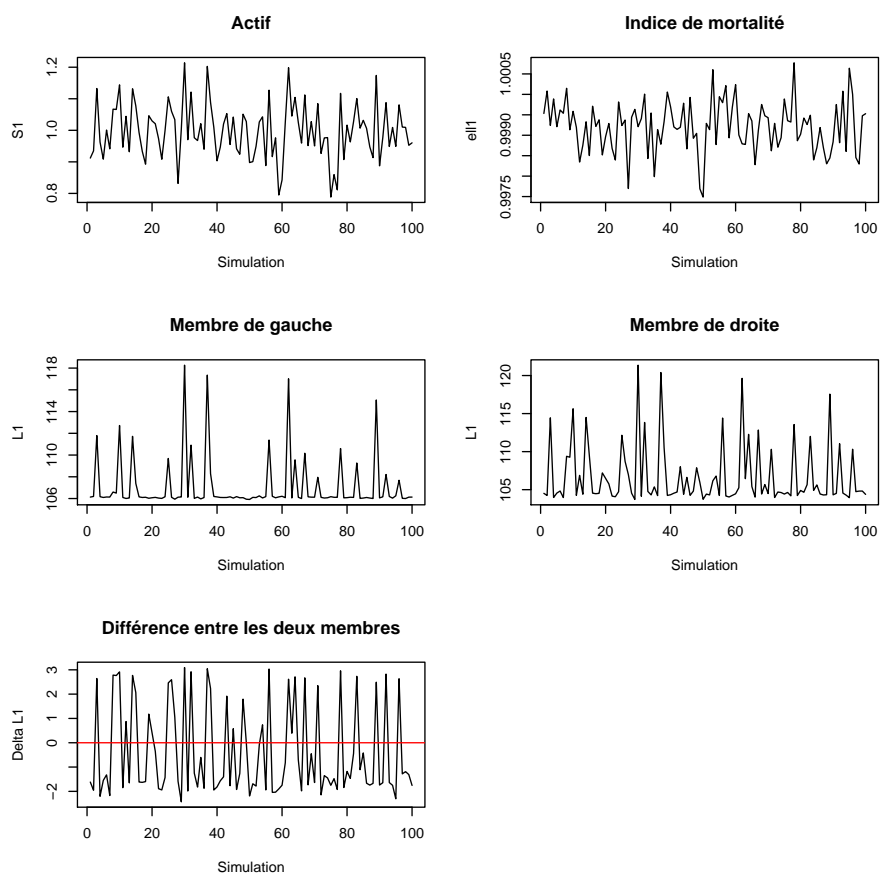 Actif
S1
0.8 1.0 1.2
0 20 40 60 80 100
Simulation
Indice de mortalité
ell1
0.9975 0.9990 1.0005
0 20 40 60 80 100
Simulation
Membre de gauche
L1
106 110 114 118
0 20 40 60 80 100
Simulation
Membre de droite
L1
105 110 115 120
0 20 40 60 80 100
Simulation
Différence entre les deux membres
Delta L1
−2 0 1 2 3
0 20 40 60 80 100
Simulation